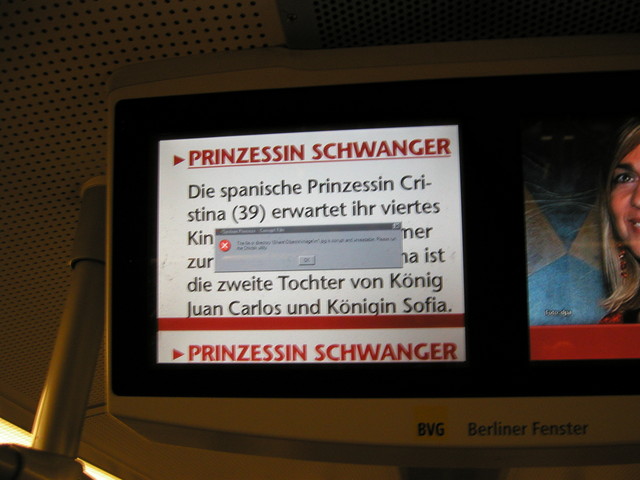 ▸PRINZESSIN SCHWANGER
Die spanische Prinzessin Cri-
stina (39) erwartet ihr viertes
Kin
ner
zur
na ist
die zweite Tochter von König
Juan Carlos und Königin Sofia.
▸PRINZESSIN SCHWANGER
BVG Berliner Fenster